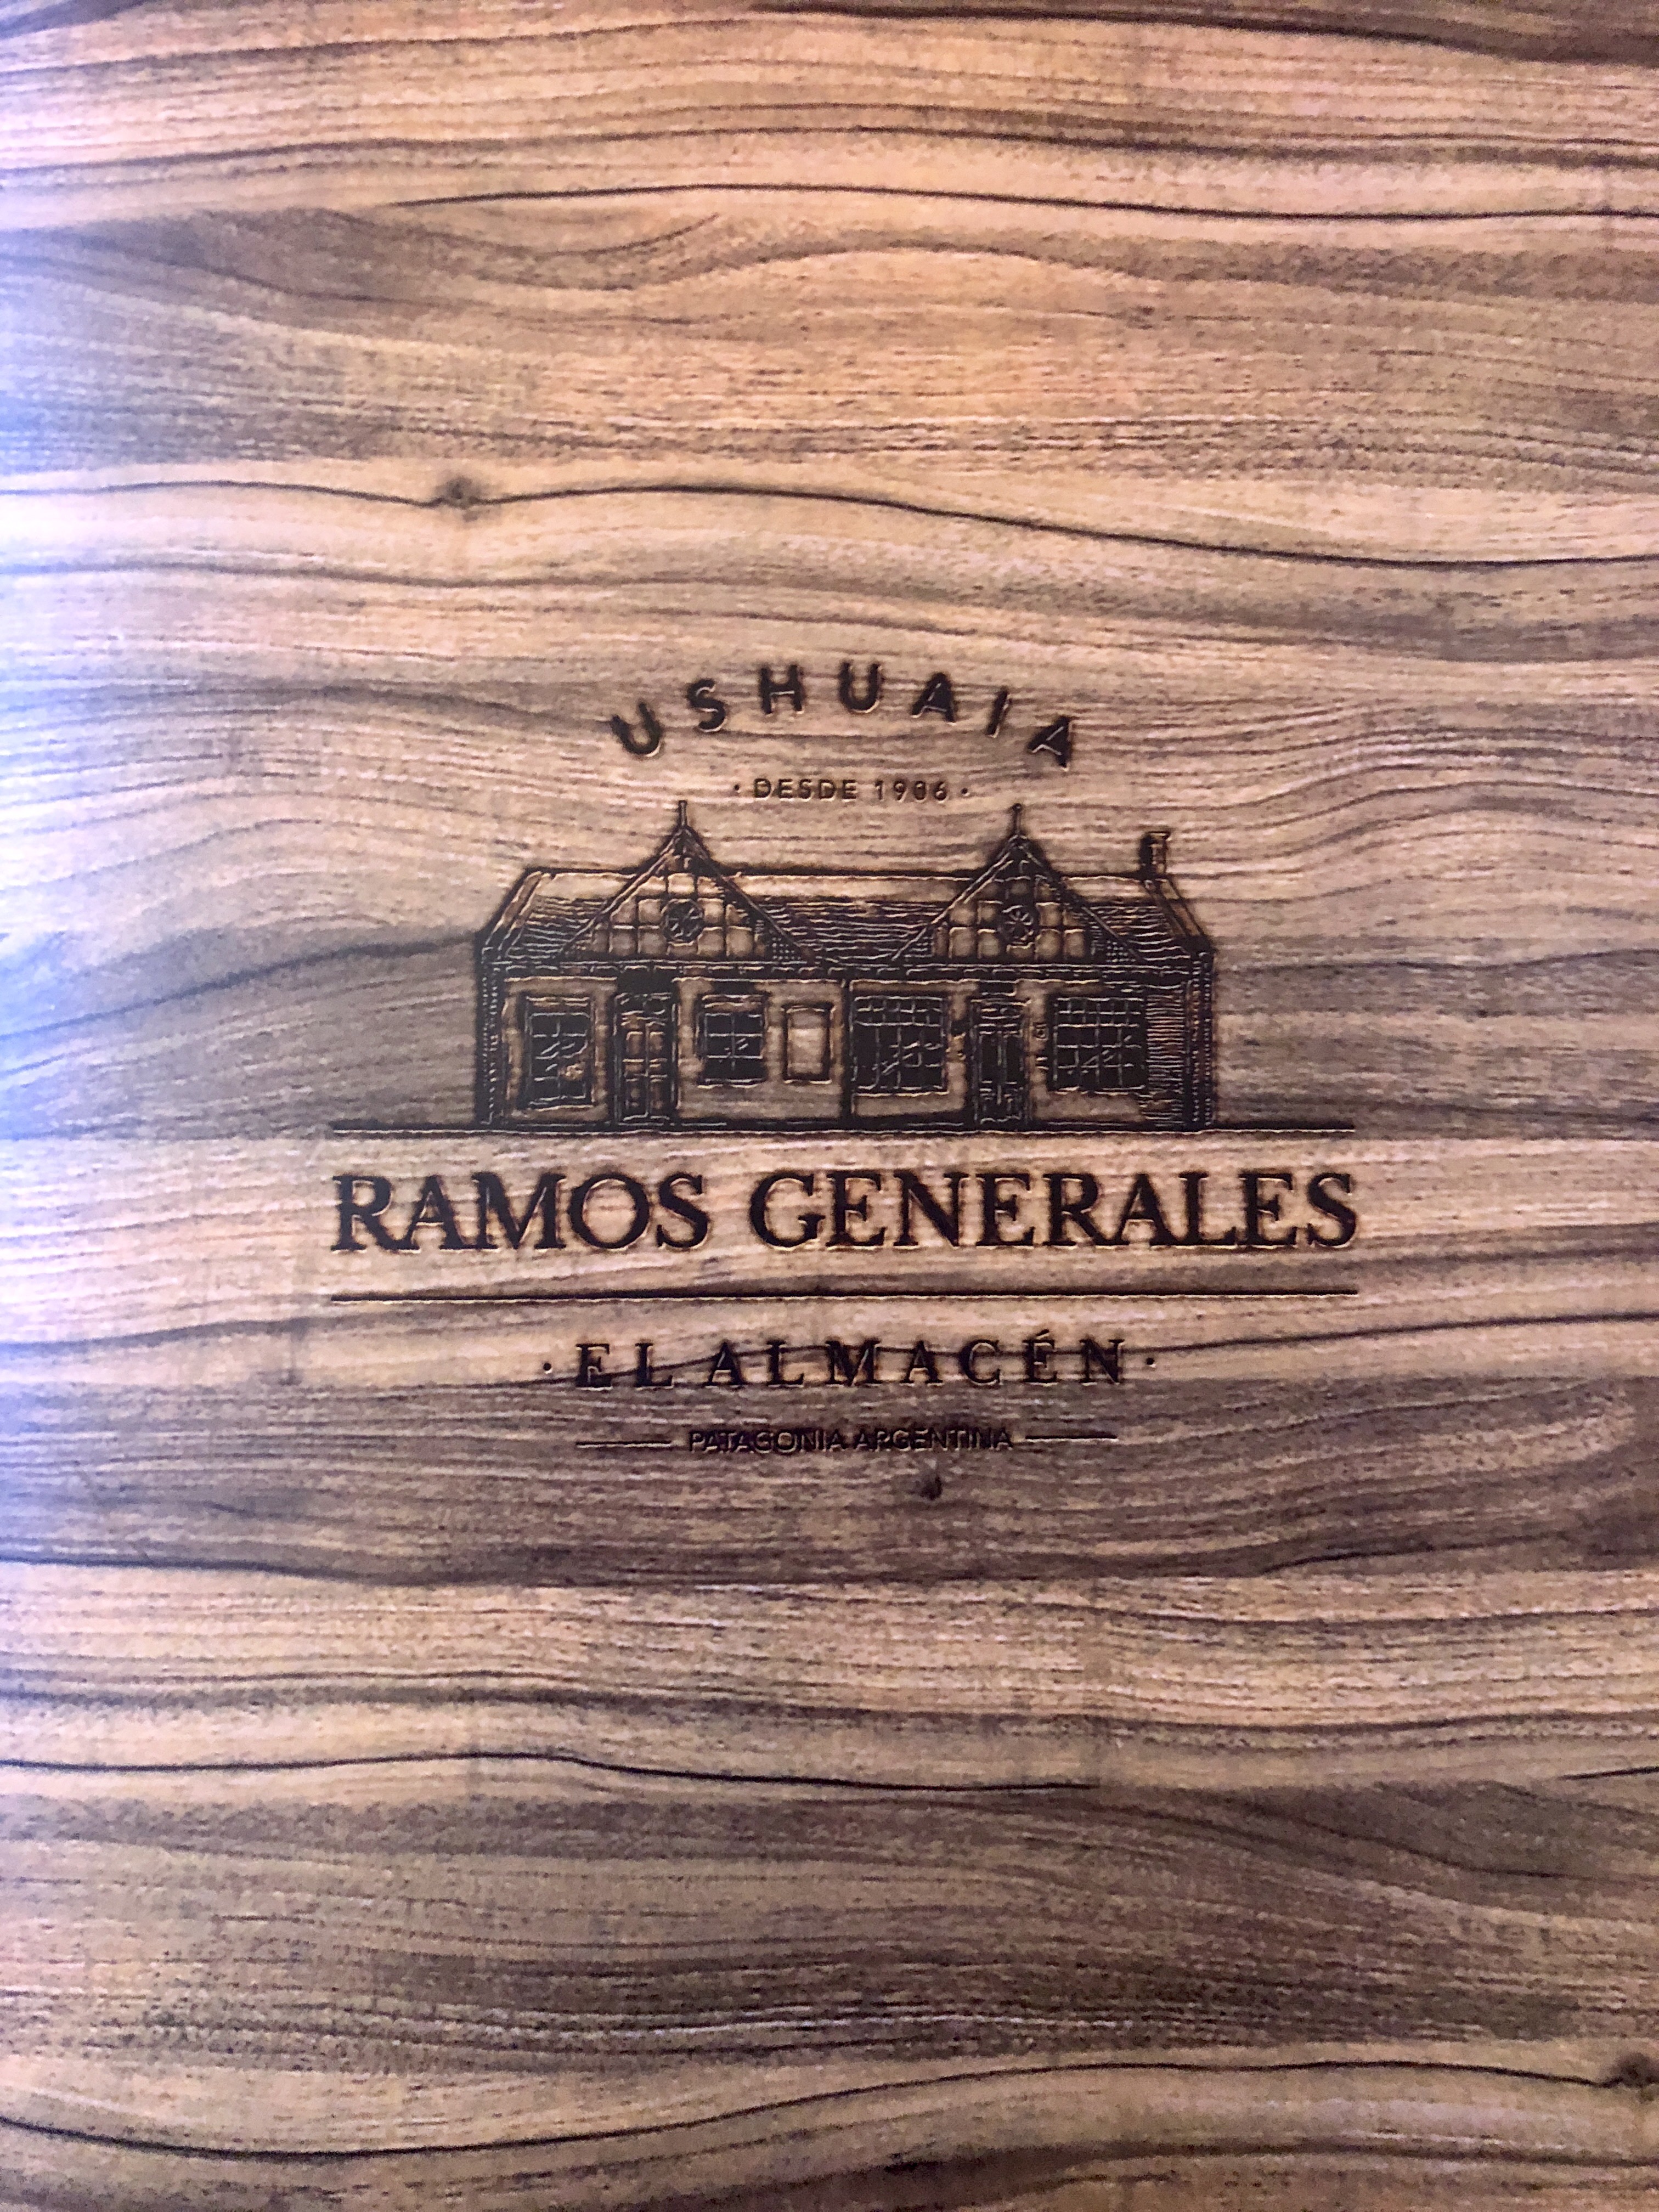 USHUAIA
· DESDE 1906 ·
RAMOS GENERALES
· EL ALMACÉN ·
PATAGONIA ARGENTINA